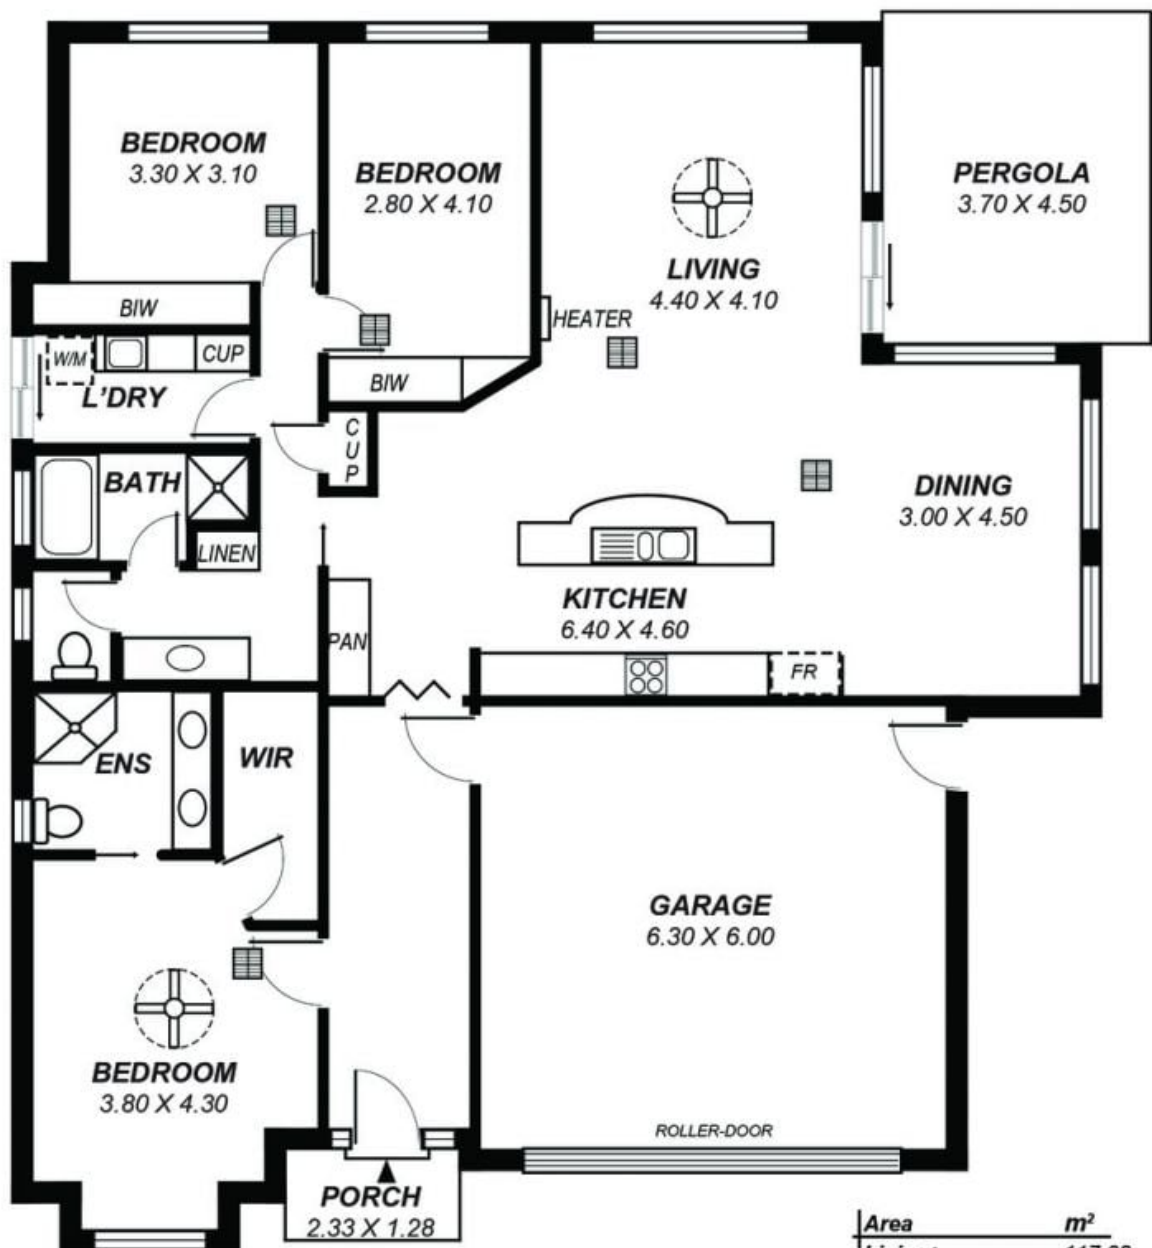 BEDROOM
3.30 X 3.10
BEDROOM
2.80 X 4.10
PERGOLA
3.70 X 4.50
LIVING
4.40 X 4.10
HEATER
BIW
W/M
CUP
L'DRY
BIW
CUP
BATH
LINEN
DINING
3.00 X 4.50
KITCHEN
6.40 X 4.60
PAN
FR
ENS
WIR
GARAGE
6.30 X 6.00
BEDROOM
3.80 X 4.30
ROLLER-DOOR
PORCH
2.33 X 1.28
Area m²